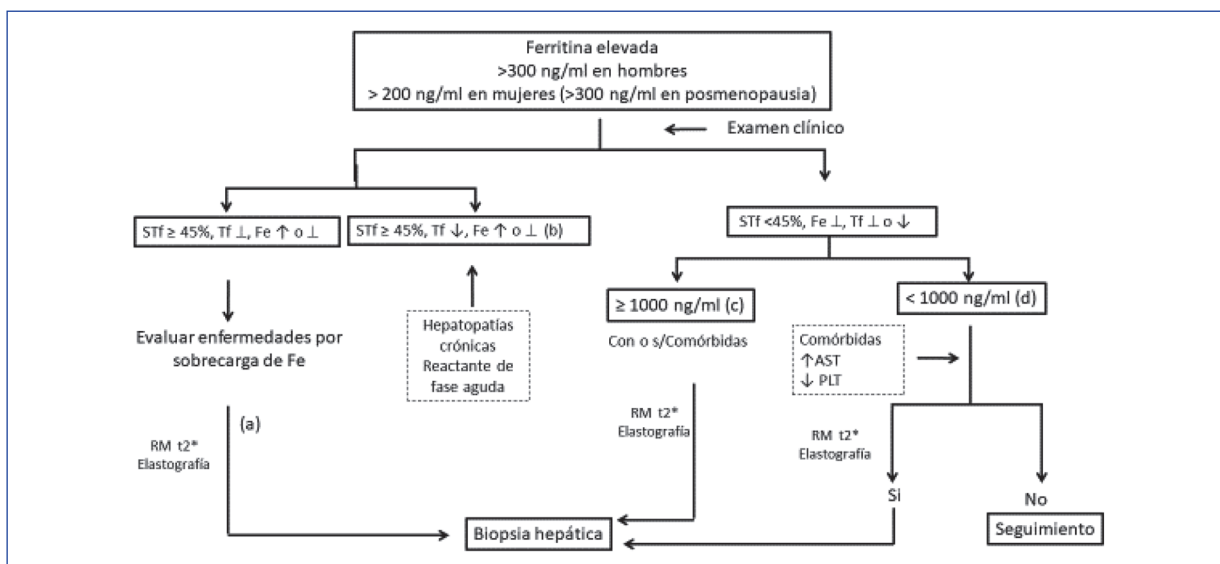 Ferritina elevada
>300 ng/ml en hombres
> 200 ng/ml en mujeres (>300 ng/ml en posmenopausia)
Examen clínico
STf ≥ 45%, Tf ⊥, Fe ↑ o ⊥
STf ≥ 45%, Tf ↓, Fe ↑ o ⊥ (b)
STf <45%, Fe ⊥, Tf ⊥ o ↓
Evaluar enfermedades por
sobrecarga de Fe
Hepatopatías
crónicas
Reactante de
fase aguda
≥ 1000 ng/ml (c)
Con o s/Comórbidas
< 1000 ng/ml (d)
Comórbidas
↑AST
↓ PLT
(a)
RM t2*
Elastografía
RM t2*
Elastografía
RM t2*
Elastografía
Si
No
Biopsia hepática
Seguimiento